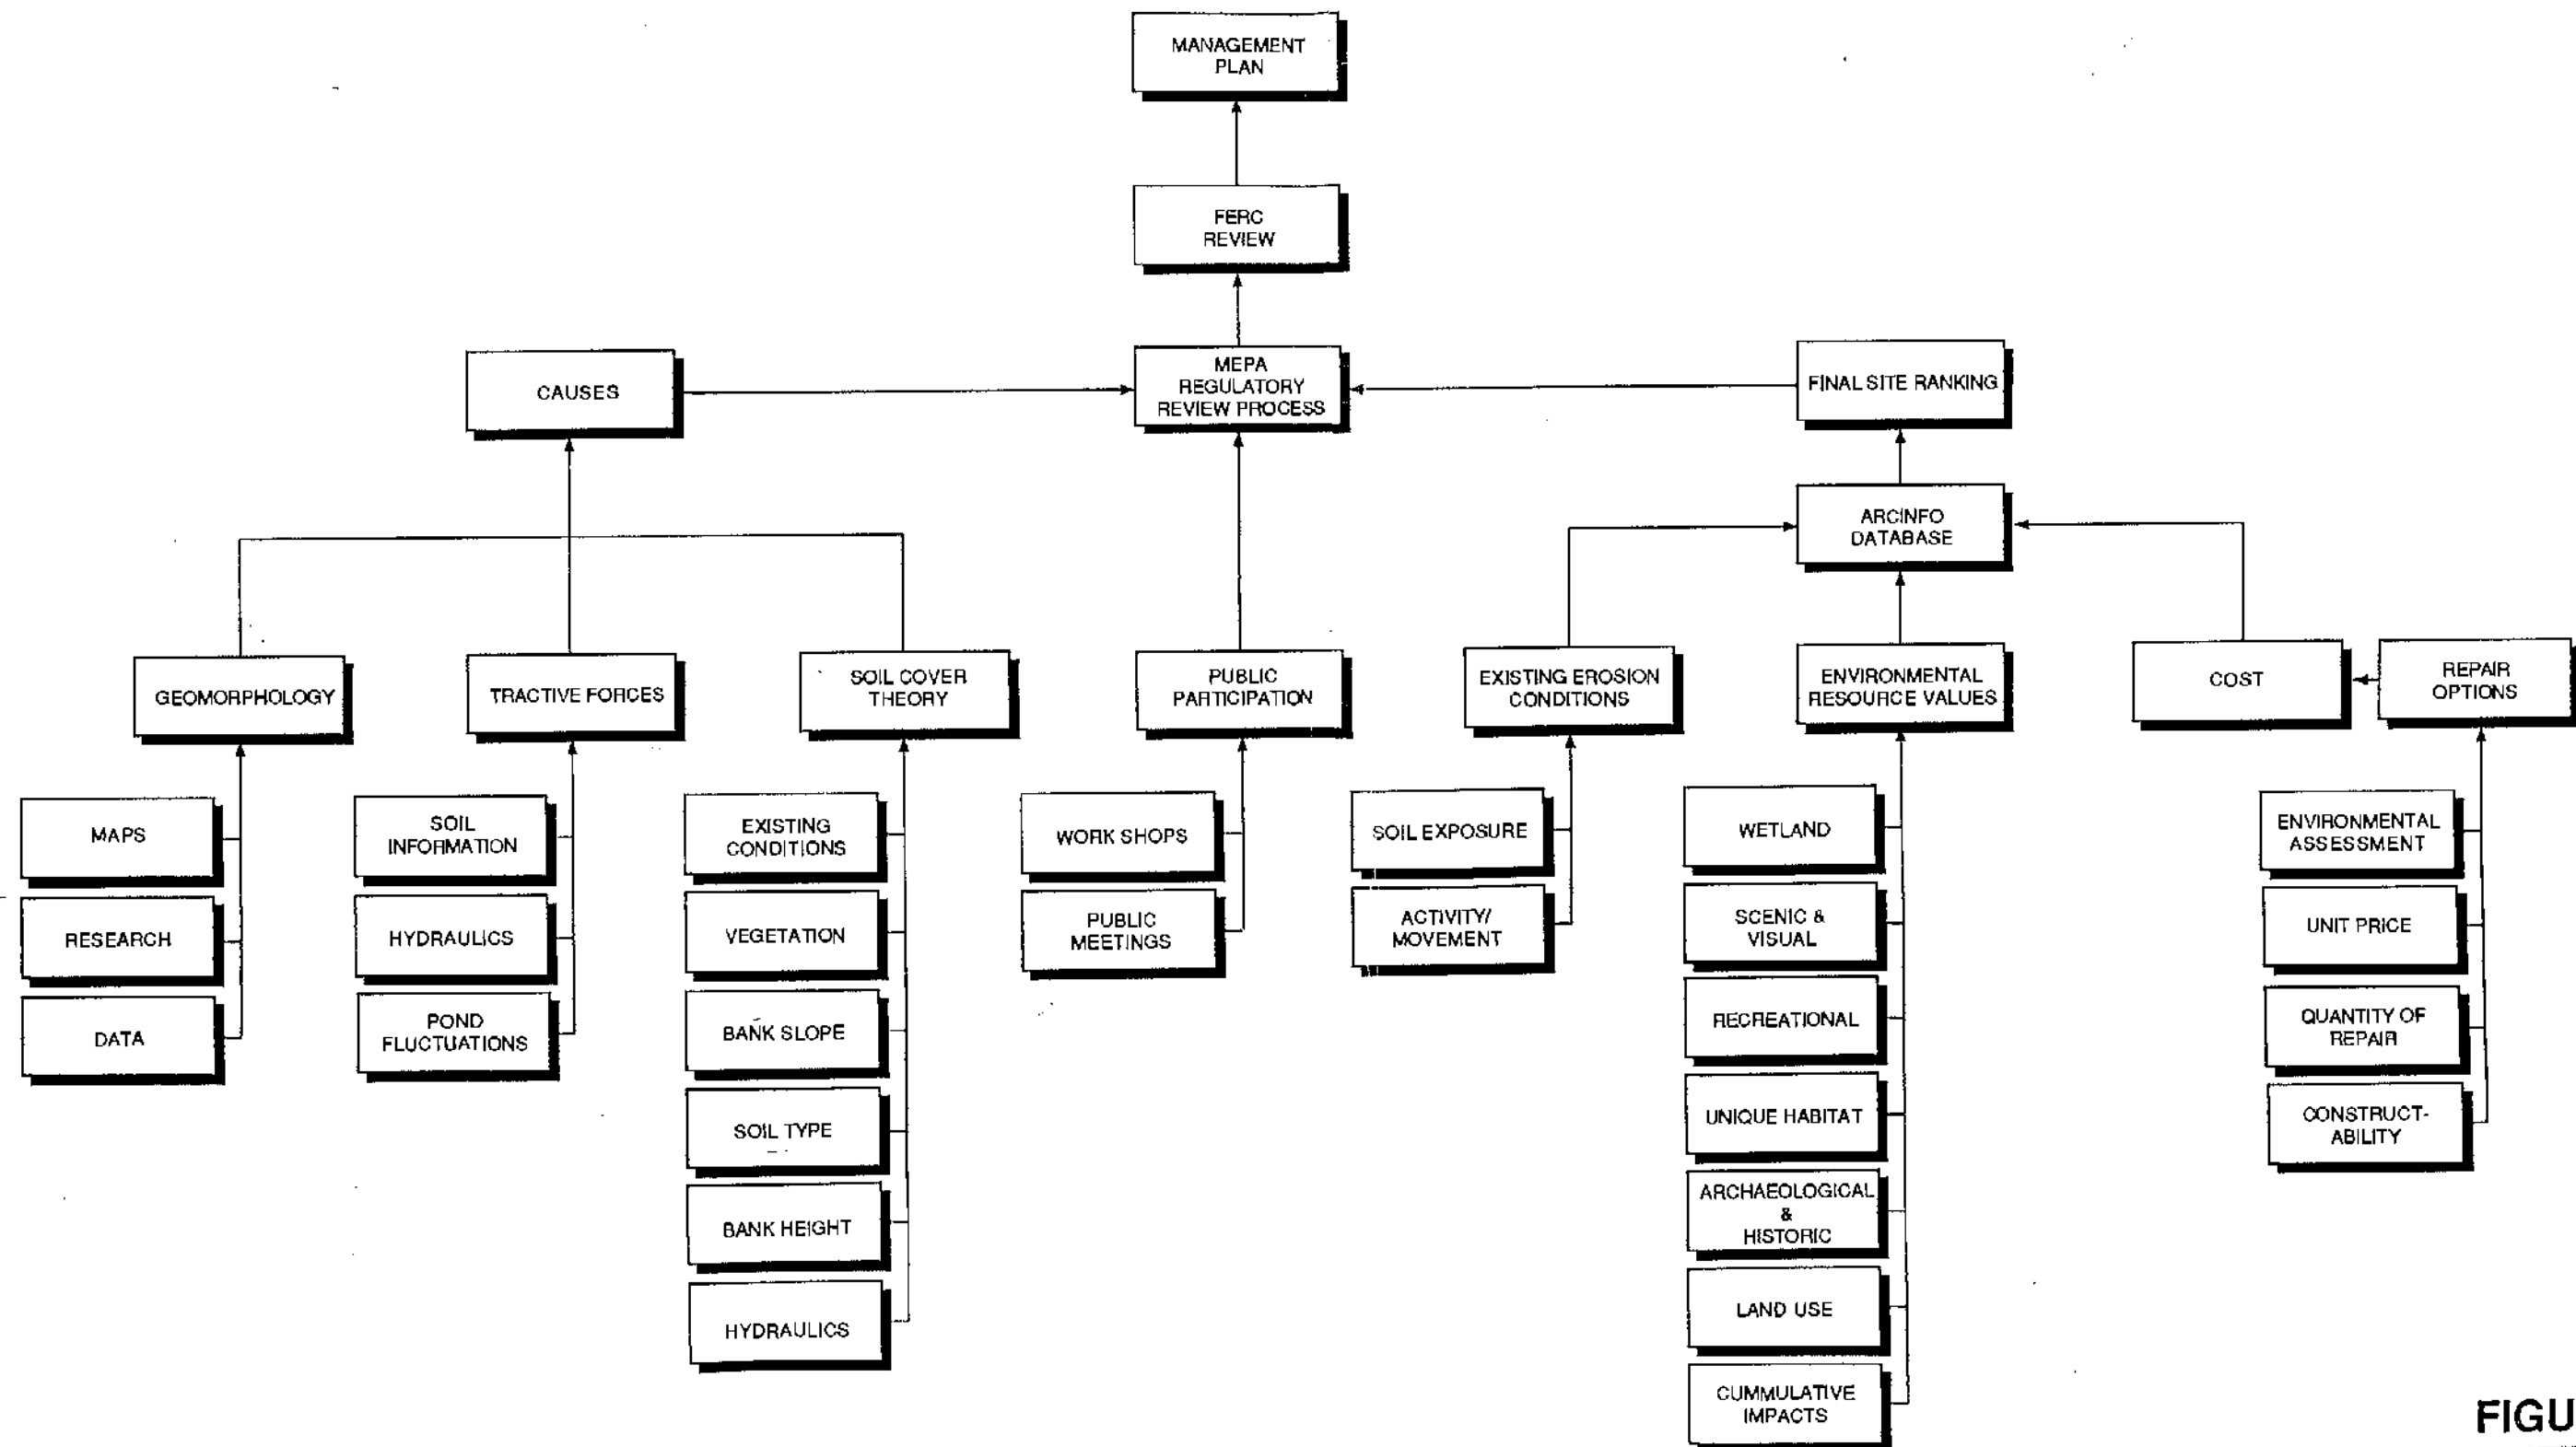 MANAGEMENT
PLAN
FERC
REVIEW
CAUSES
MEPA
REGULATORY
REVIEW PROCESS
FINAL SITE RANKING
ARCINFO
DATABASE
GEOMORPHOLOGY
TRACTIVE FORCES
SOIL COVER
THEORY
PUBLIC
PARTICIPATION
EXISTING EROSION
CONDITIONS
ENVIRONMENTAL
RESOURCE VALUES
COST
REPAIR
OPTIONS
MAPS
RESEARCH
DATA
SOIL
INFORMATION
HYDRAULICS
POND
FLUCTUATIONS
EXISTING
CONDITIONS
VEGETATION
BANK SLOPE
SOIL TYPE
BANK HEIGHT
HYDRAULICS
WORK SHOPS
PUBLIC
MEETINGS
SOIL EXPOSURE
ACTIVITY/
MOVEMENT
WETLAND
SCENIC &
VISUAL
RECREATIONAL
UNIQUE HABITAT
ARCHAEOLOGICAL
&
HISTORIC
LAND USE
CUMMULATIVE
IMPACTS
ENVIRONMENTAL
ASSESSMENT
UNIT PRICE
QUANTITY OF
REPAIR
CONSTRUCT-
ABILITY
FIGU